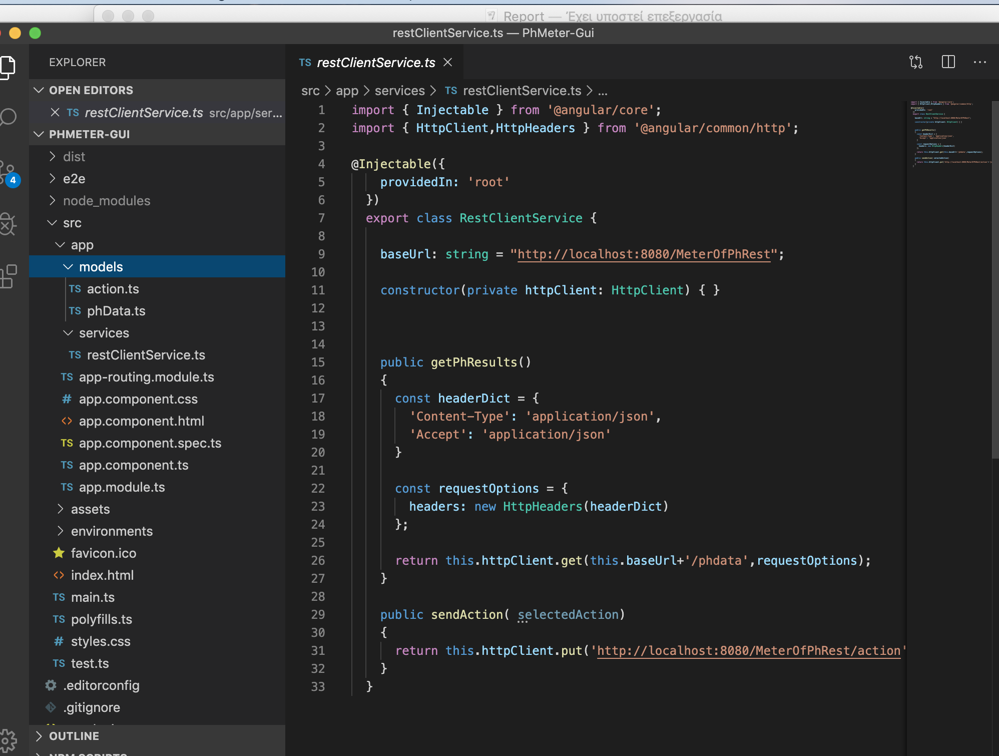 Report — Έχει υποστεί επεξεργασία
restClientService.ts — PhMeter-Gui
EXPLORER
OPEN EDITORS
TS restClientService.ts src/app/ser...
PHMETER-GUI
dist
e2e
node_modules
4
src
app
models
TS action.ts
TS phData.ts
services
TS restClientService.ts
TS app-routing.module.ts
# app.component.css
<> app.component.html
TS app.component.spec.ts
TS app.component.ts
TS app.module.ts
assets
environments
favicon.ico
<> index.html
TS main.ts
TS polyfills.ts
# styles.css
TS test.ts
.editorconfig
.gitignore
OUTLINE
NPM SCRIPTS
TS restClientService.ts
src > app > services > TS restClientService.ts > ...
1 import { Injectable } from '@angular/core';
2 import { HttpClient,HttpHeaders } from '@angular/common/http';
3
4 @Injectable({
5 providedIn: 'root'
6 })
7 export class RestClientService {
8
9 baseUrl: string = "http://localhost:8080/MeterOfPhRest";
10
11 constructor(private httpClient: HttpClient) { }
12
13
14
15 public getPhResults()
16 {
17 const headerDict = {
18 'Content-Type': 'application/json',
19 'Accept': 'application/json'
20 }
21
22 const requestOptions = {
23 headers: new HttpHeaders(headerDict)
24 };
25
26 return this.httpClient.get(this.baseUrl+'/phdata',requestOptions);
27 }
28
29 public sendAction( selectedAction)
30 {
31 return this.httpClient.put('http://localhost:8080/MeterOfPhRest/action'
32 }
33 }